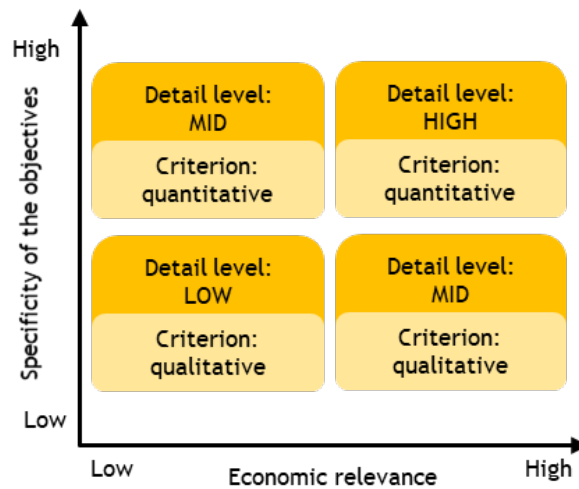 High
Specificity of the objectives
Detail level:
MID
Criterion:
quantitative
Detail level:
HIGH
Criterion:
quantitative
Detail level:
LOW
Criterion:
qualitative
Detail level:
MID
Criterion:
qualitative
Low
Low
Economic relevance
High